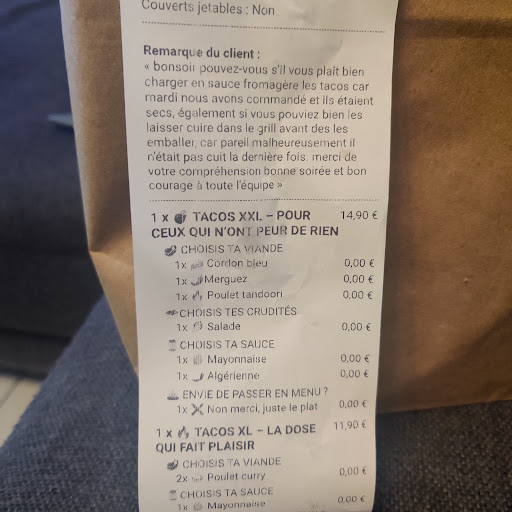 Couverts jetables : Non
Remarque du client :
« bonsoir pouvez-vous s'il vous plaît bien
charger en sauce fromagère les tacos car
mardi nous avons commandé et ils étaient
secs, également si vous pouviez bien les
laisser cuire dans le grill avant des les
emballer, car pareil malheureusement il
n'était pas cuit la dernière fois. merci de
votre compréhension bonne soirée et bon
courage à toute l'équipe »
1 x TACOS XXL – POUR 14,90 €
CEUX QUI N'ONT PEUR DE RIEN
CHOISIS TA VIANDE
1x Cordon bleu 0,00 €
1x Merguez 0,00 €
1x Poulet tandoori 0,00 €
CHOISIS TES CRUDITÉS
1x Salade 0,00 €
CHOISIS TA SAUCE
1x Mayonnaise 0,00 €
1x Algérienne 0,00 €
ENVIE DE PASSER EN MENU ?
1x Non merci, juste le plat 0,00 €
1 x TACOS XL – LA DOSE 11,90 €
QUI FAIT PLAISIR
CHOISIS TA VIANDE
2x Poulet curry 0,00 €
CHOISIS TA SAUCE
1x Mayonnaise 0,00 €